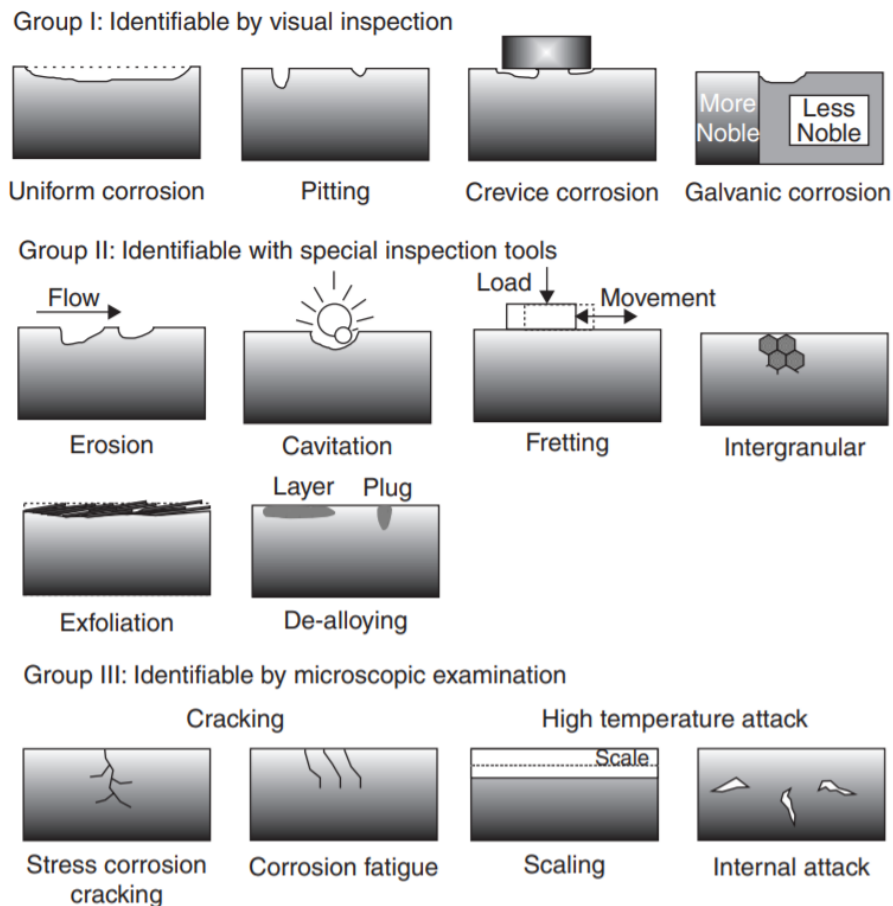 Group I: Identifiable by visual inspection
More
Noble
Less
Noble
Uniform corrosion
Pitting
Crevice corrosion
Galvanic corrosion
Group II: Identifiable with special inspection tools
Flow
Load
Movement
Erosion
Cavitation
Fretting
Intergranular
Layer
Plug
Exfoliation
De-alloying
Group III: Identifiable by microscopic examination
Cracking
High temperature attack
Scale
Stress corrosion
cracking
Corrosion fatigue
Scaling
Internal attack